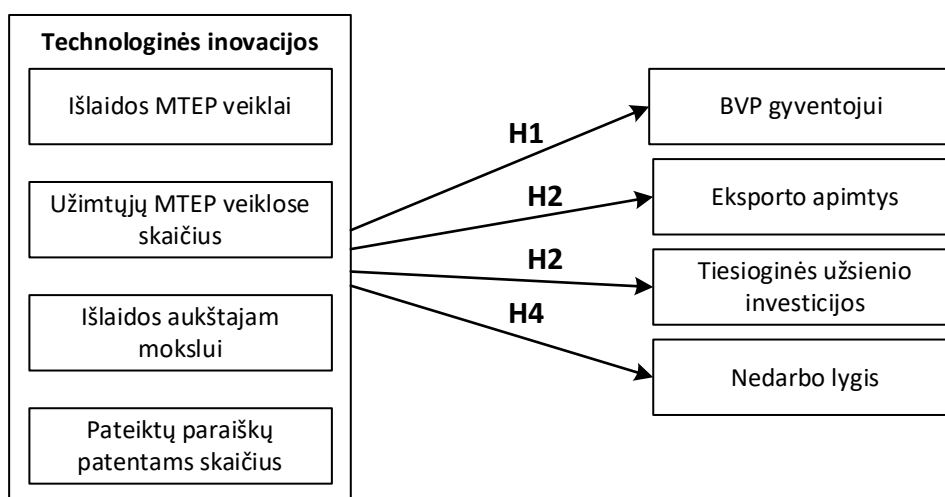 Technologinės inovacijos
Išlaidos MTEP veiklai
Užimtųjų MTEP veiklose
skaičius
Išlaidos aukštajam
mokslui
Pateiktų paraiškų
patentams skaičius
H1
H2
H2
H4
BVP gyventojui
Eksporto apimtys
Tiesioginės užsienio
investicijos
Nedarbo lygis